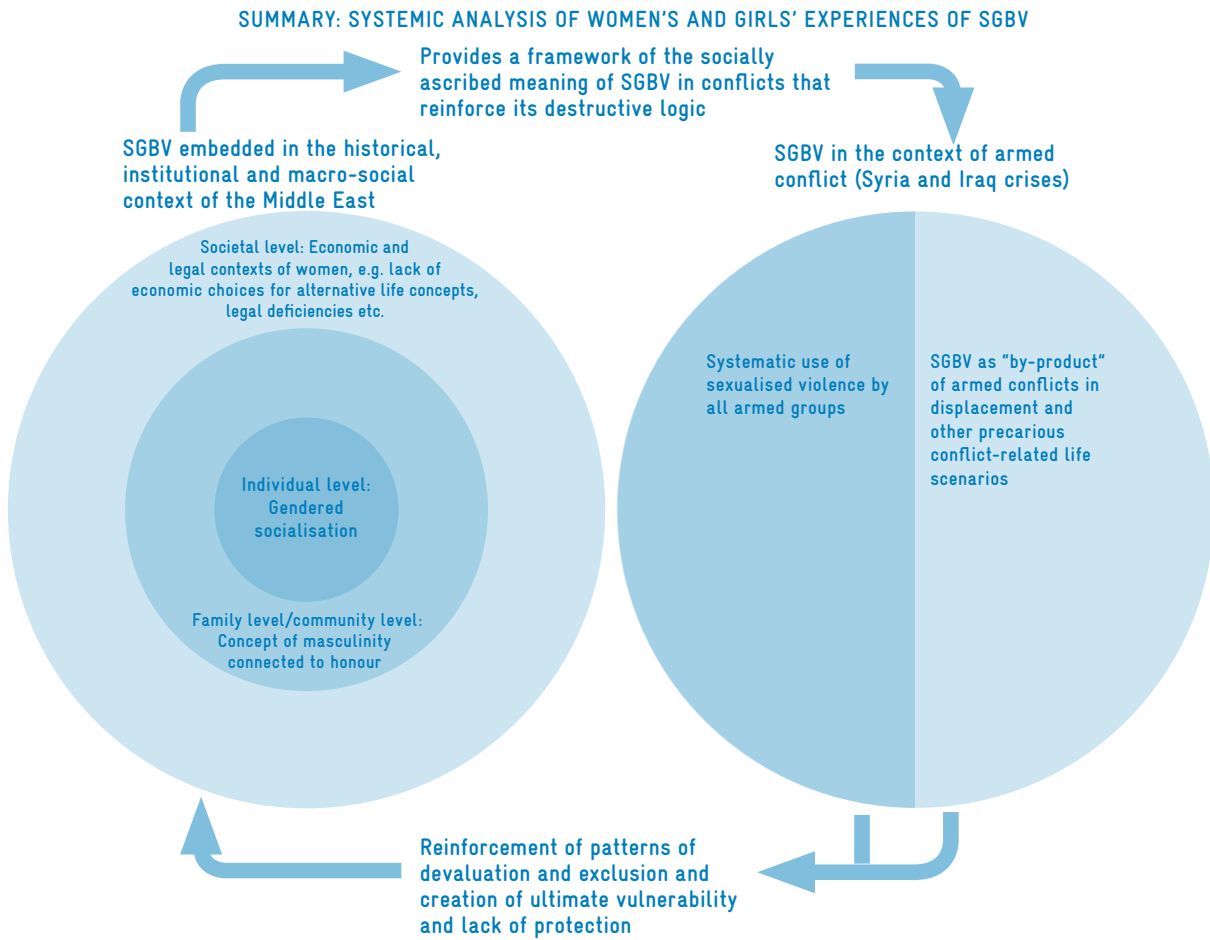 SUMMARY: SYSTEMIC ANALYSIS OF WOMEN'S AND GIRLS' EXPERIENCES OF SGBV
Provides a framework of the socially
ascribed meaning of SGBV in conflicts that
reinforce its destructive logic
SGBV embedded in the historical,
institutional and macro-social
context of the Middle East
SGBV in the context of armed
conflict (Syria and Iraq crises)
Societal level: Economic and
legal contexts of women, e.g. lack of
economic choices for alternative life concepts,
legal deficiencies etc.
Individual level:
Gendered
socialisation
Family level/community level:
Concept of masculinity
connected to honour
Systematic use of
sexualised violence by
all armed groups
SGBV as "by-product"
of armed conflicts in
displacement and
other precarious
conflict-related life
scenarios
Reinforcement of patterns of
devaluation and exclusion and
creation of ultimate vulnerability
and lack of protection